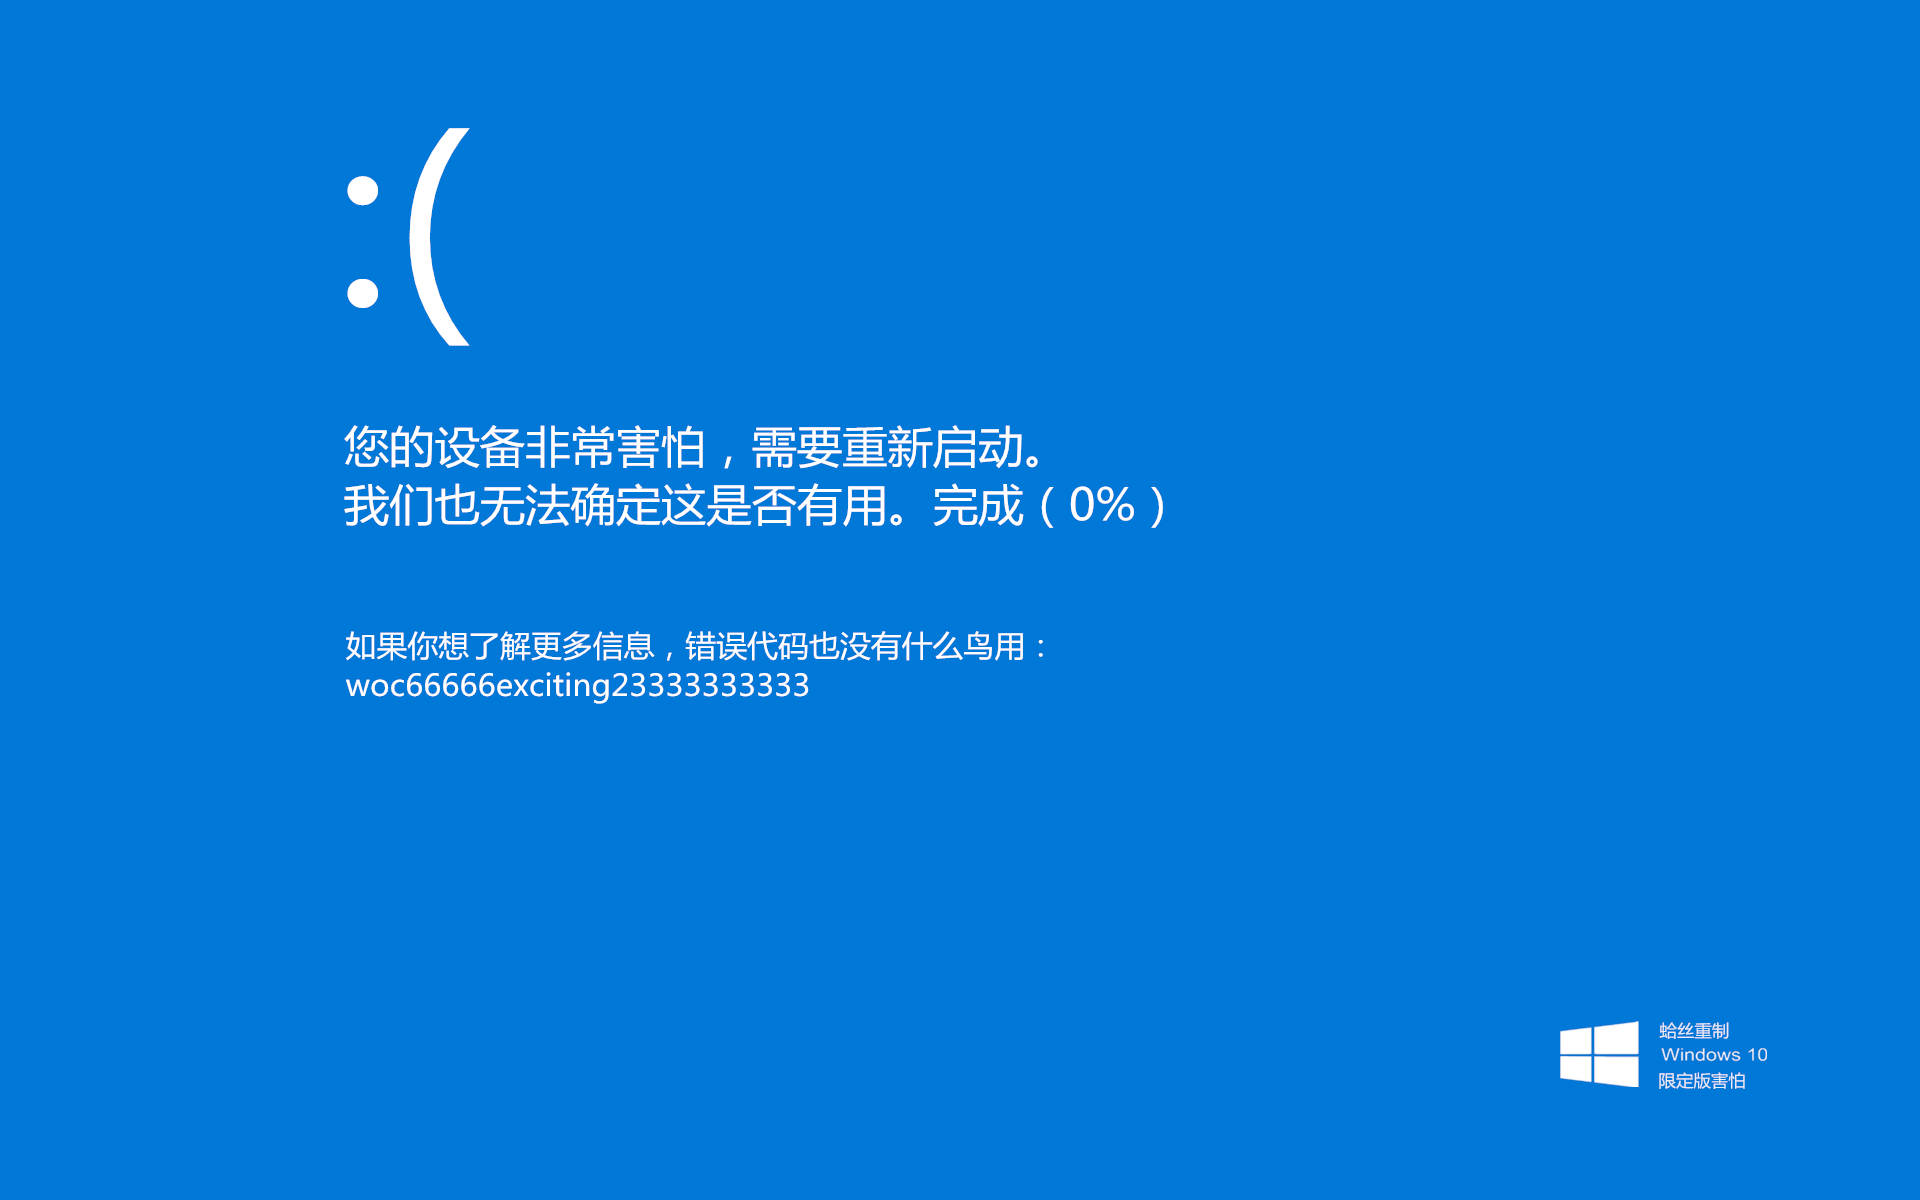 :(
您的设备非常害怕，需要重新启动。
我们也无法确定这是否有用。完成（0%）
如果你想了解更多信息，错误代码也没有什么鸟用：
woc66666exciting23333333333
蛤丝重制
Windows 10
限定版害怕